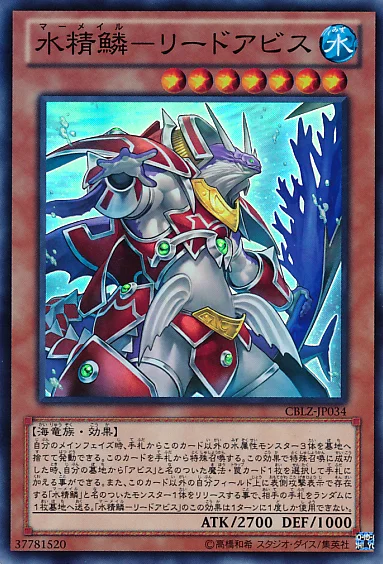 マーメイル
水精鱗－リードアビス
みず
水
CBLZ-JP034
【海竜族・効果】
自分のメインフェイズ時、手札からこのカード以外の水属性モンスター３体を墓地へ
捨てて発動できる。このカードを手札から特殊召喚する。この効果で特殊召喚に成功
した時、自分の墓地から「アビス」と名のついた魔法・罠カード１枚を選択して手札に
加える事ができる。また、このカード以外の自分フィールド上に表側攻撃表示で存在
する「水精鱗」と名のついたモンスター１体をリリースする事で、相手の手札をランダムに
１枚墓地へ送る。「水精鱗－リードアビス」のこの効果は１ターンに１度しか使用できない。
ATK/2700 DEF/1000
37781520
©高橋和希 スタジオ・ダイス/集英社